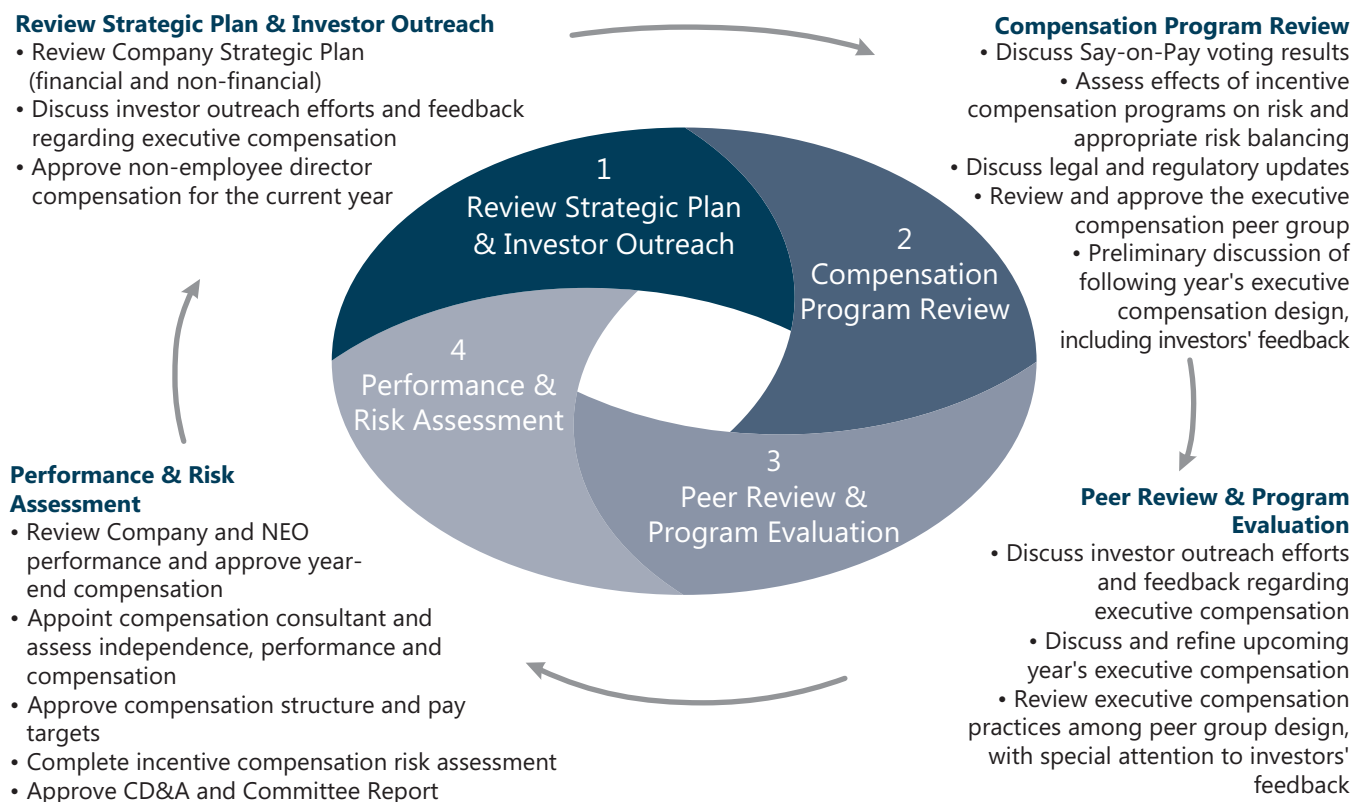 Review Strategic Plan & Investor Outreach
• Review Company Strategic Plan
(financial and non-financial)
• Discuss investor outreach efforts and feedback
regarding executive compensation
• Approve non-employee director
compensation for the current year
Compensation Program Review
• Discuss Say-on-Pay voting results
• Assess effects of incentive
compensation programs on risk and
appropriate risk balancing
• Discuss legal and regulatory updates
• Review and approve the executive
compensation peer group
• Preliminary discussion of
following year's executive
compensation design,
including investors' feedback
1
Review Strategic Plan
& Investor Outreach
2
Compensation
Program Review
3
Peer Review &
Program Evaluation
4
Performance &
Risk Assessment
Peer Review & Program
Evaluation
• Discuss investor outreach efforts
and feedback regarding
executive compensation
• Discuss and refine upcoming
year's executive compensation
• Review executive compensation
practices among peer group design,
with special attention to investors'
feedback
Performance & Risk
Assessment
• Review Company and NEO
performance and approve year-
end compensation
• Appoint compensation consultant and
assess independence, performance and
compensation
• Approve compensation structure and pay
targets
• Complete incentive compensation risk assessment
• Approve CD&A and Committee Report